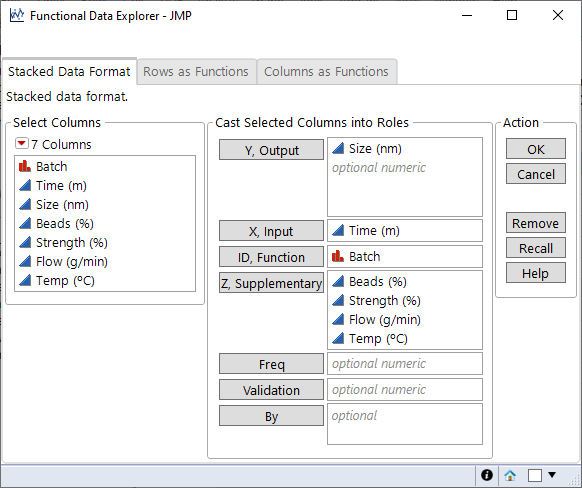 Functional Data Explorer - JMP
Stacked Data Format
Rows as Functions
Columns as Functions
Stacked data format.
Select Columns
7 Columns
Batch
Time (m)
Size (nm)
Beads (%)
Strength (%)
Flow (g/min)
Temp (ºC)
Cast Selected Columns into Roles
Y, Output
Size (nm)
optional numeric
X, Input
Time (m)
ID, Function
Batch
Z, Supplementary
Beads (%)
Strength (%)
Flow (g/min)
Temp (ºC)
Freq
optional numeric
Validation
optional numeric
By
optional
Action
OK
Cancel
Remove
Recall
Help